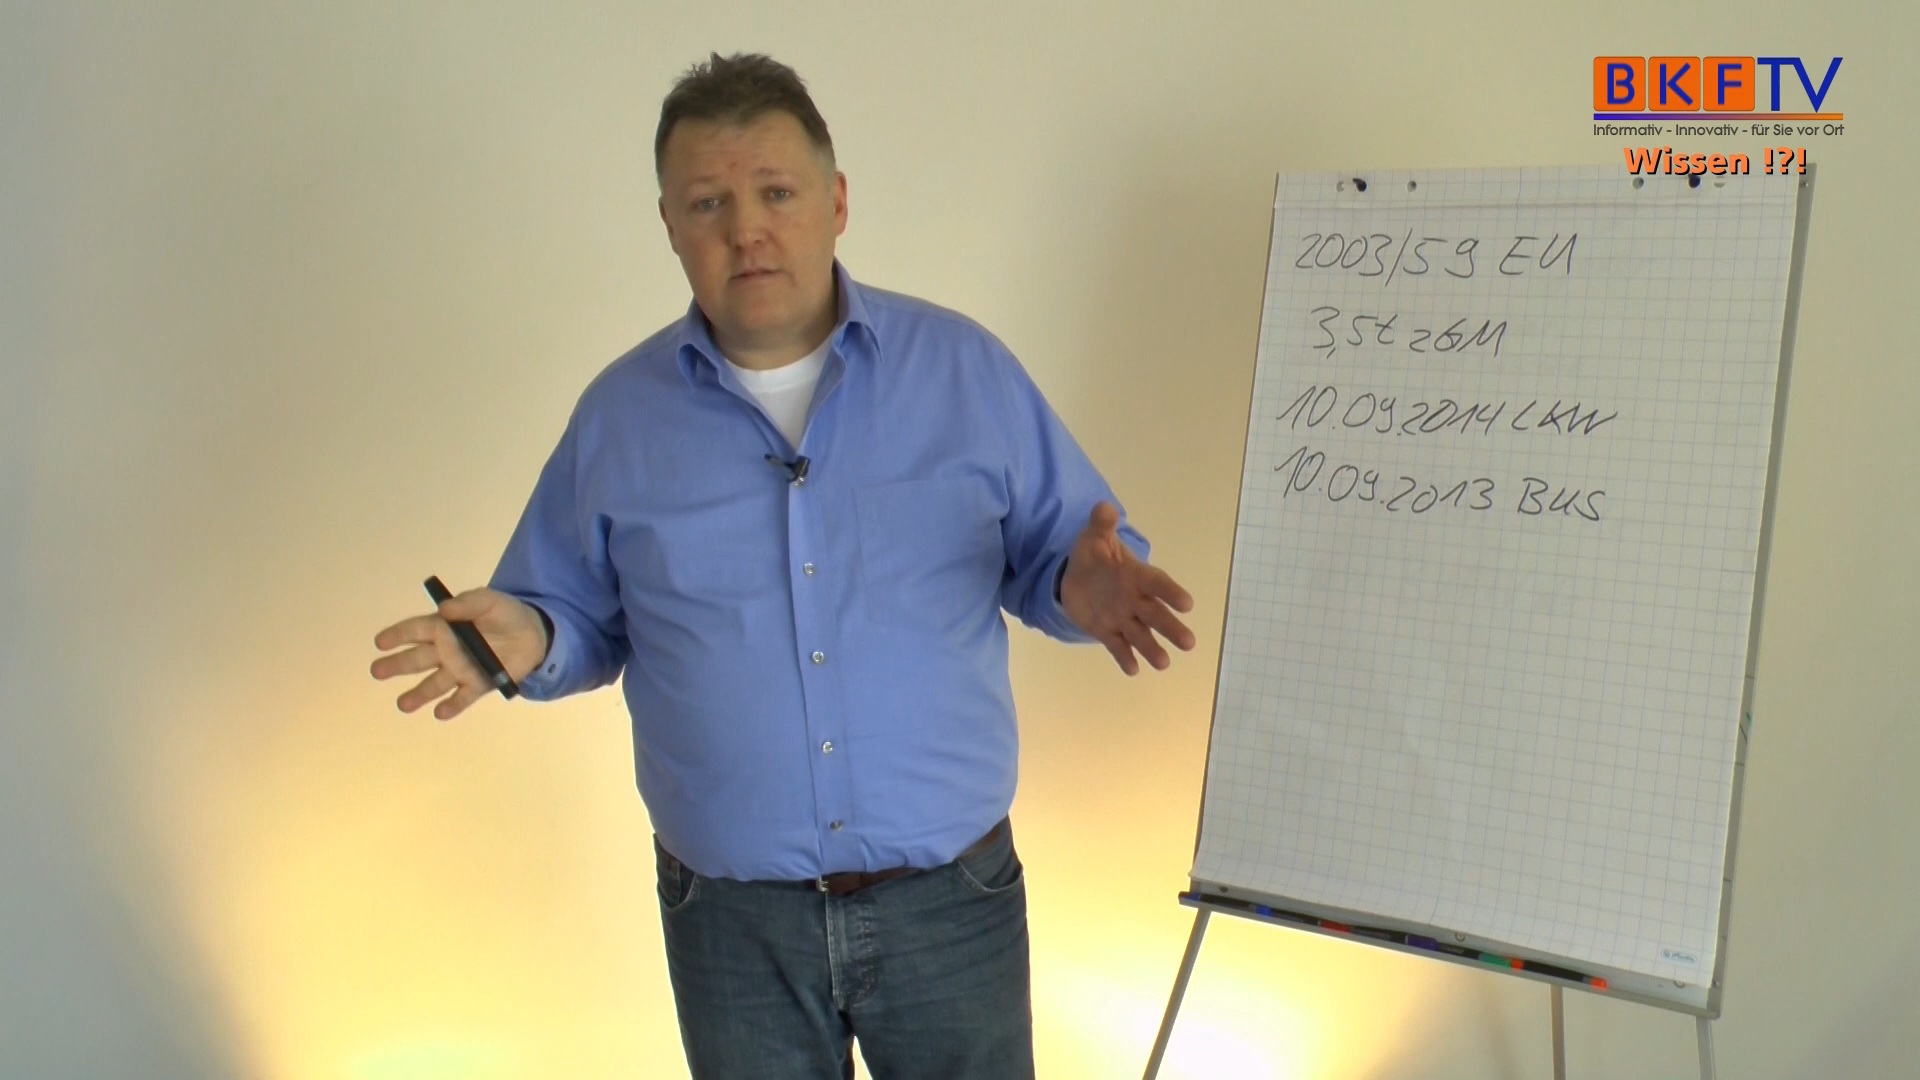 BKFTV
Informativ - Innovativ - für Sie vor Ort
Wissen !?!
2003/59 EU
3,5t zGM
10.09.2014 LKW
10.09.2013 BUS